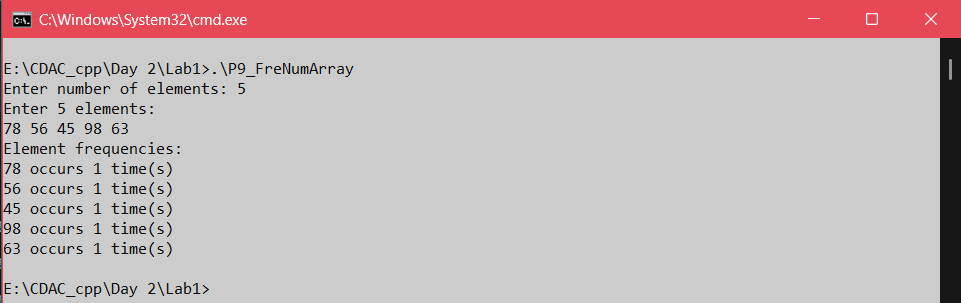 C:\Windows\System32\cmd.exe
E:\CDAC_cpp\Day 2\Lab1>.\P9_FreNumArray
Enter number of elements: 5
Enter 5 elements:
78 56 45 98 63
Element frequencies:
78 occurs 1 time(s)
56 occurs 1 time(s)
45 occurs 1 time(s)
98 occurs 1 time(s)
63 occurs 1 time(s)
E:\CDAC_cpp\Day 2\Lab1>